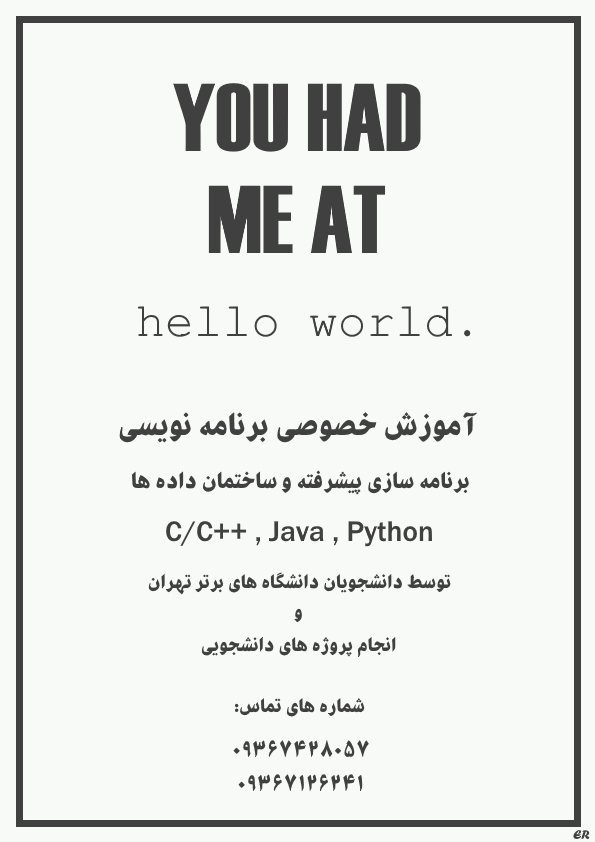 YOU HAD
ME AT
hello world.
آموزش خصوصی برنامه نویسی
برنامه سازی پیشرفته و ساختمان داده ها
C/C++ , Java , Python
توسط دانشجویان دانشگاه های برتر تهران
و
انجام پروژه های دانشجویی
شماره های تماس:
۰۹۳۶۷۴۲۸۰۵۷
۰۹۳۶۷۱۲۶۲۴۱
ER